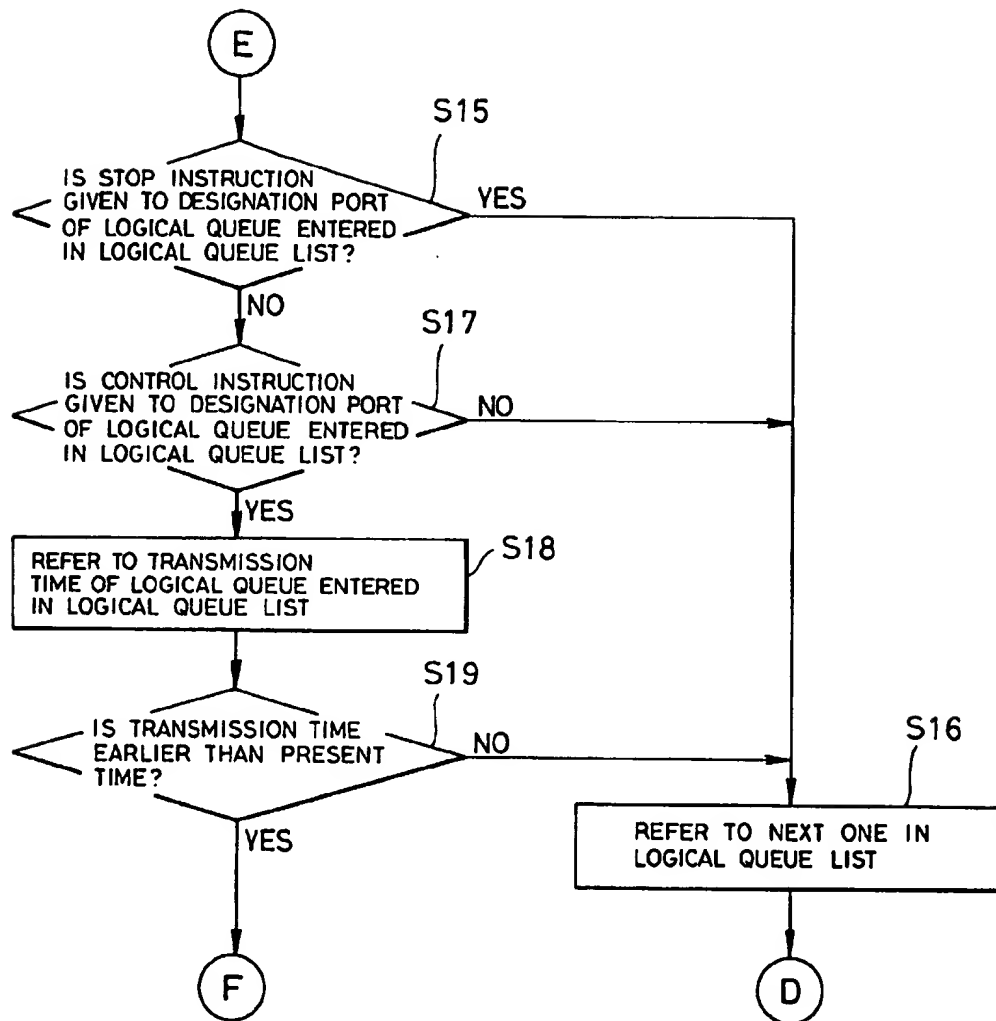 E
S15
IS STOP INSTRUCTION
GIVEN TO DESIGNATION PORT
OF LOGICAL QUEUE ENTERED
IN LOGICAL QUEUE LIST?
YES
NO
S17
IS CONTROL INSTRUCTION
GIVEN TO DESIGNATION PORT
OF LOGICAL QUEUE ENTERED
IN LOGICAL QUEUE LIST?
NO
YES
S18
REFER TO TRANSMISSION
TIME OF LOGICAL QUEUE ENTERED
IN LOGICAL QUEUE LIST
S19
IS TRANSMISSION TIME
EARLIER THAN PRESENT
TIME?
NO
YES
S16
REFER TO NEXT ONE IN
LOGICAL QUEUE LIST
F
D